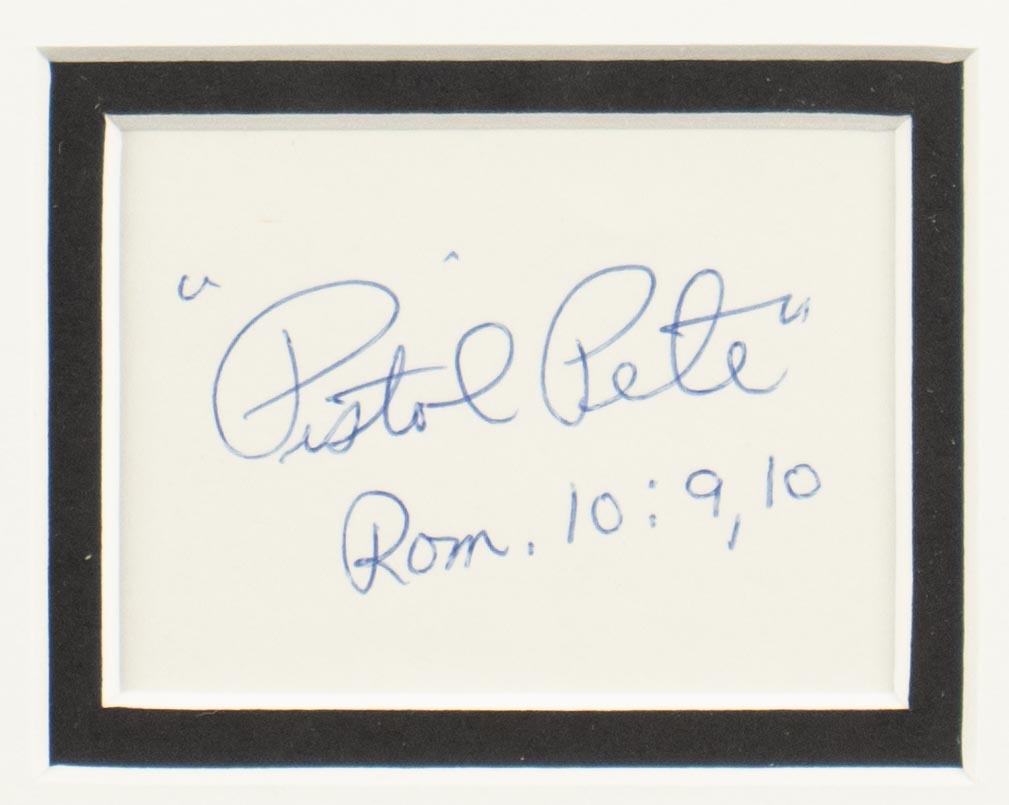 "Pistol Pete"
Rom. 10:9,10